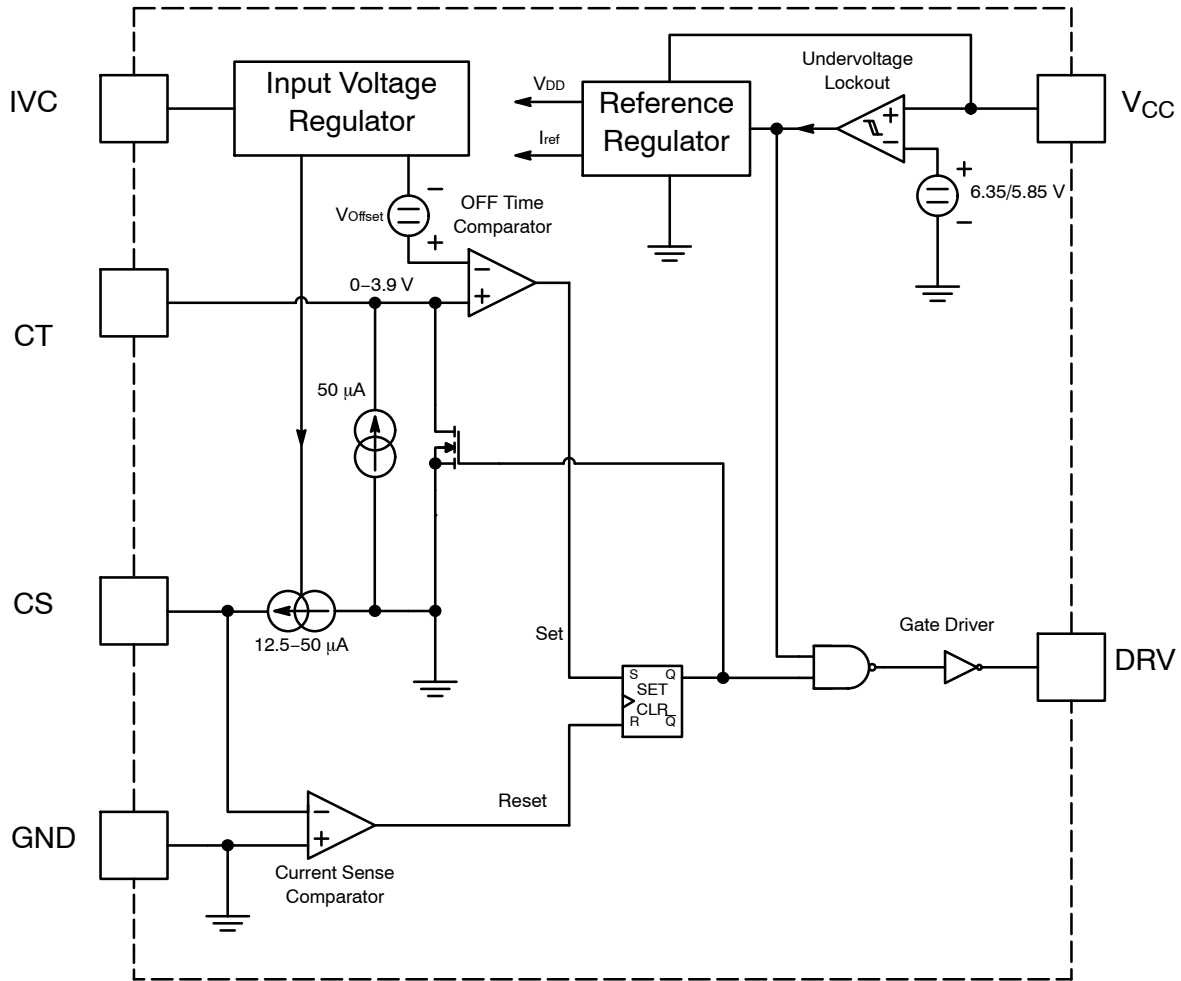 Undervoltage
Lockout
Input Voltage
Regulator
IVC
VDD
Reference
Regulator
Iref
+
−
VCC
+
6.35/5.85 V
−
−
VOffset
+
OFF Time
Comparator
−
+
0−3.9 V
CT
50 μA
CS
12.5−50 μA
Set
Gate Driver
DRV
S Q
SET
CLR
R Q̅
Reset
−
+
GND
Current Sense
Comparator